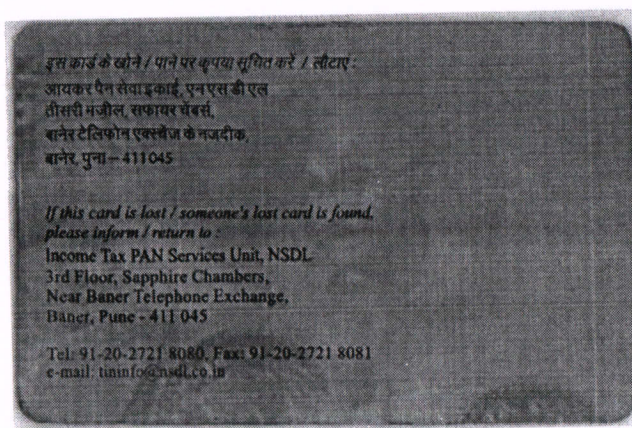 इस कार्ड के खोने / पाने पर कृपया सूचित करें / लौटाएं :
आयकर पैन सेवा इकाई, एन एस डी एल
तीसरी मंजील, सफायर चेंबर्स,
बानेर टेलिफोन एक्स्चेंज के नजदीक,
बानेर, पुना – 411045
If this card is lost / someone's lost card is found,
please inform / return to :
Income Tax PAN Services Unit, NSDL
3rd Floor, Sapphire Chambers,
Near Baner Telephone Exchange,
Baner, Pune - 411 045
Tel: 91-20-2721 8080, Fax: 91-20-2721 8081
e-mail: tininfo@nsdl.co.in